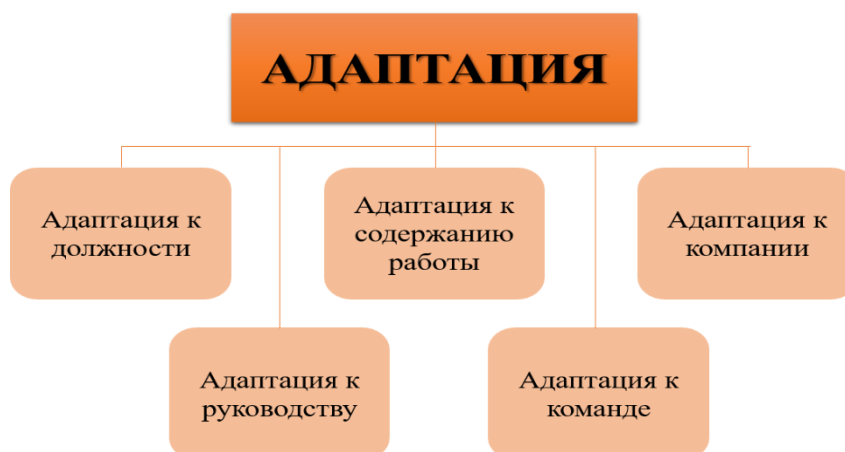 АДАПТАЦИЯ
Адаптация к
должности
Адаптация к
содержанию
работы
Адаптация к
компании
Адаптация к
руководству
Адаптация к
команде